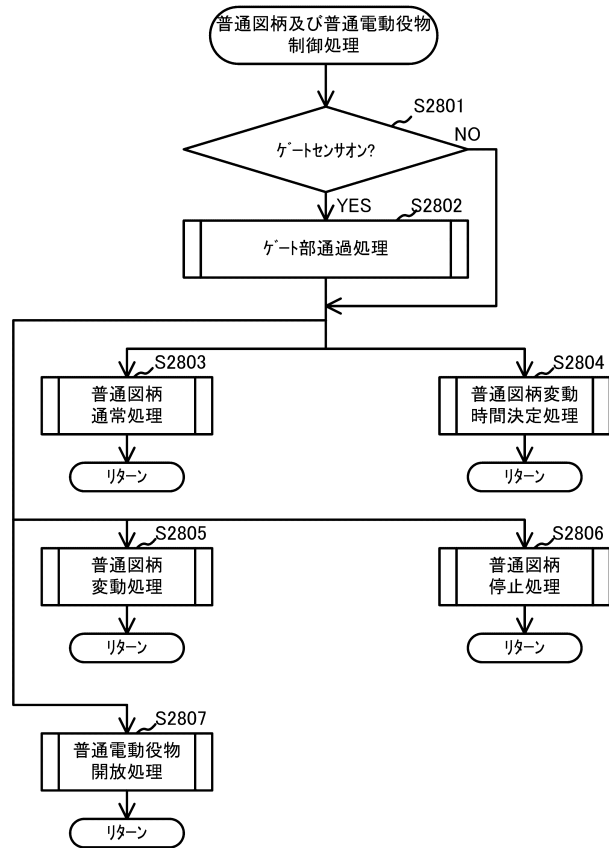 普通図柄及び普通電動役物
制御処理
S2801
ｹﾞｰﾄセンサオン?
NO
YES
S2802
ｹﾞｰﾄ部通過処理
S2803
普通図柄
通常処理
ﾘﾀｰﾝ
S2804
普通図柄変動
時間決定処理
ﾘﾀｰﾝ
S2805
普通図柄
変動処理
ﾘﾀｰﾝ
S2806
普通図柄
停止処理
ﾘﾀｰﾝ
S2807
普通電動役物
開放処理
ﾘﾀｰﾝ